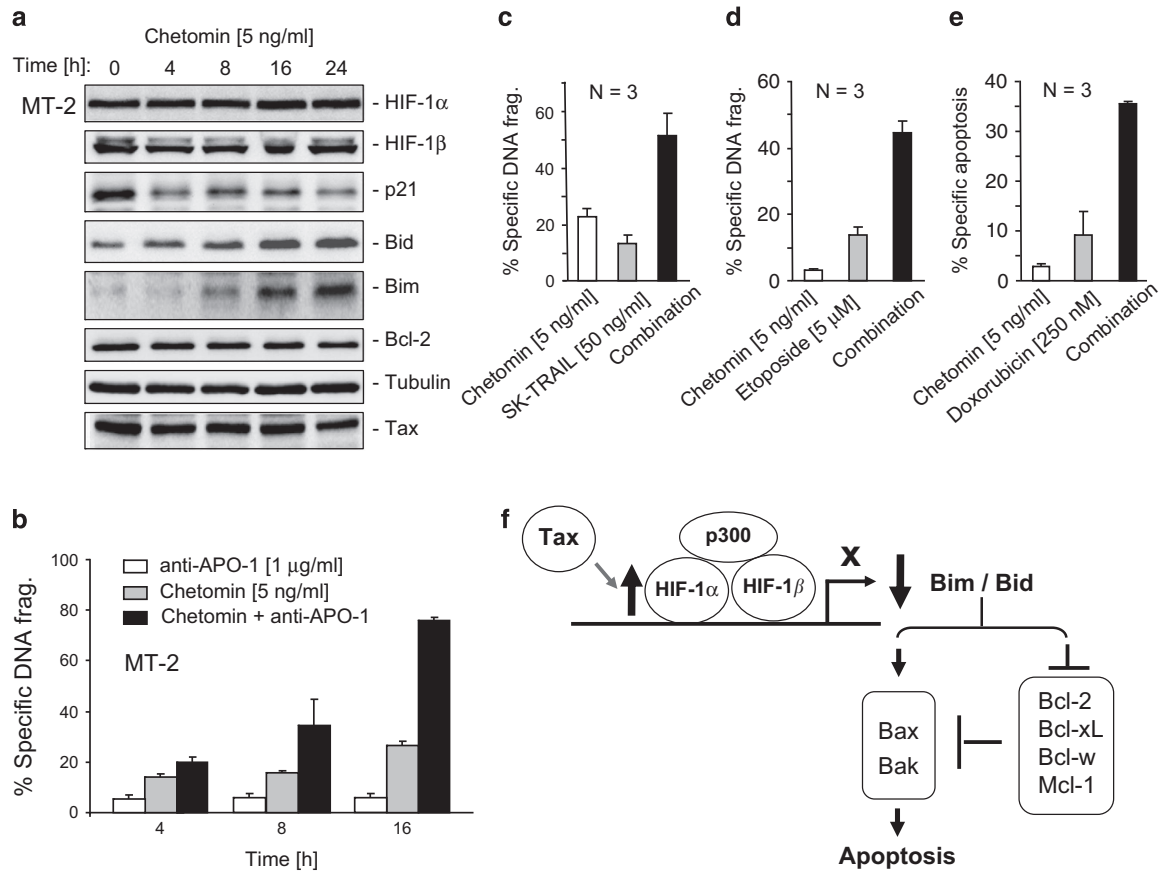 a
Chetomin [5 ng/ml]
Time [h]: 0 4 8 16 24
MT-2
- HIF-1α
- HIF-1β
- p21
- Bid
- Bim
- Bcl-2
- Tubulin
- Tax
b
% Specific DNA frag.
100
80
60
40
20
0
anti-APO-1 [1 µg/ml]
Chetomin [5 ng/ml]
Chetomin + anti-APO-1
MT-2
4 8 16
Time [h]
c
% Specific DNA frag.
N = 3
60
40
20
0
Chetomin [5 ng/ml]
SK-TRAIL [50 ng/ml]
Combination
d
% Specific DNA frag.
N = 3
60
40
20
0
Chetomin [5 ng/ml]
Etoposide [5 µM]
Combination
e
% Specific apoptosis
N = 3
40
30
20
10
0
Chetomin [5 ng/ml]
Doxorubicin [250 nM]
Combination
f
Tax
p300
HIF-1α
HIF-1β
X
Bim / Bid
Bax
Bak
Bcl-2
Bcl-xL
Bcl-w
Mcl-1
Apoptosis